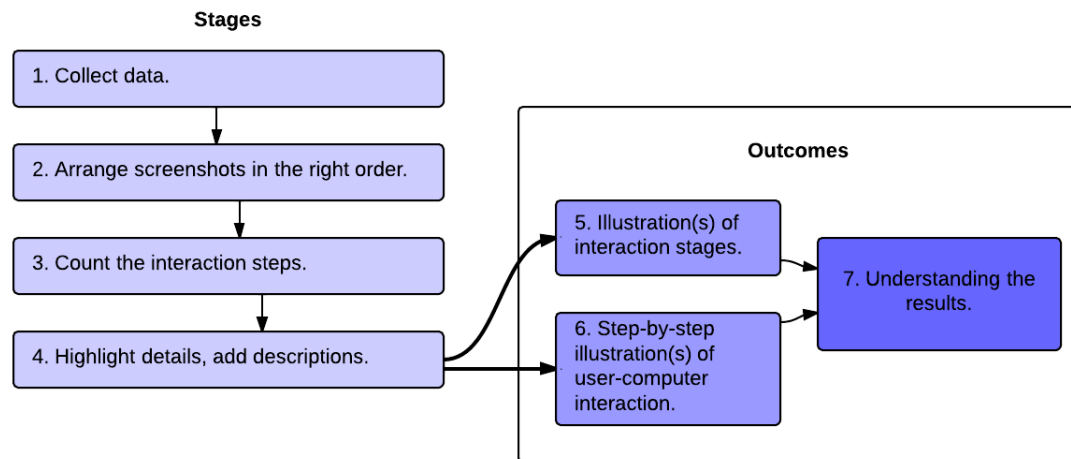 Stages
1. Collect data.
2. Arrange screenshots in the right order.
3. Count the interaction steps.
4. Highlight details, add descriptions.
Outcomes
5. Illustration(s) of
interaction stages.
6. Step-by-step
illustration(s) of
user-computer
interaction.
7. Understanding the
results.